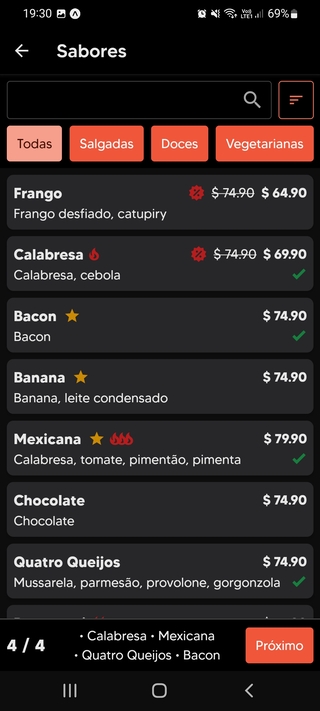 19:30 69%
Sabores
Todas Salgadas Doces Vegetarianas
Frango $ 74.90 $ 64.90
Frango desfiado, catupiry
Calabresa $ 74.90 $ 69.90
Calabresa, cebola
Bacon $ 74.90
Bacon
Banana $ 74.90
Banana, leite condensado
Mexicana $ 79.90
Calabresa, tomate, pimentão, pimenta
Chocolate $ 74.90
Chocolate
Quatro Queijos $ 74.90
Mussarela, parmesão, provolone, gorgonzola
4 / 4
• Calabresa • Mexicana
• Quatro Queijos • Bacon
Próximo